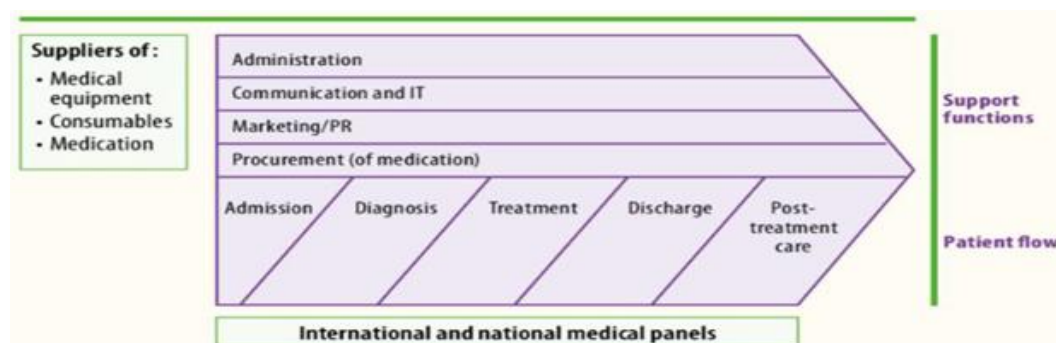 Suppliers of:
• Medical
equipment
• Consumables
• Medication
Administration
Communication and IT
Marketing/PR
Procurement (of medication)
Admission
Diagnosis
Treatment
Discharge
Post-
treatment
care
Support
functions
Patient flow
International and national medical panels